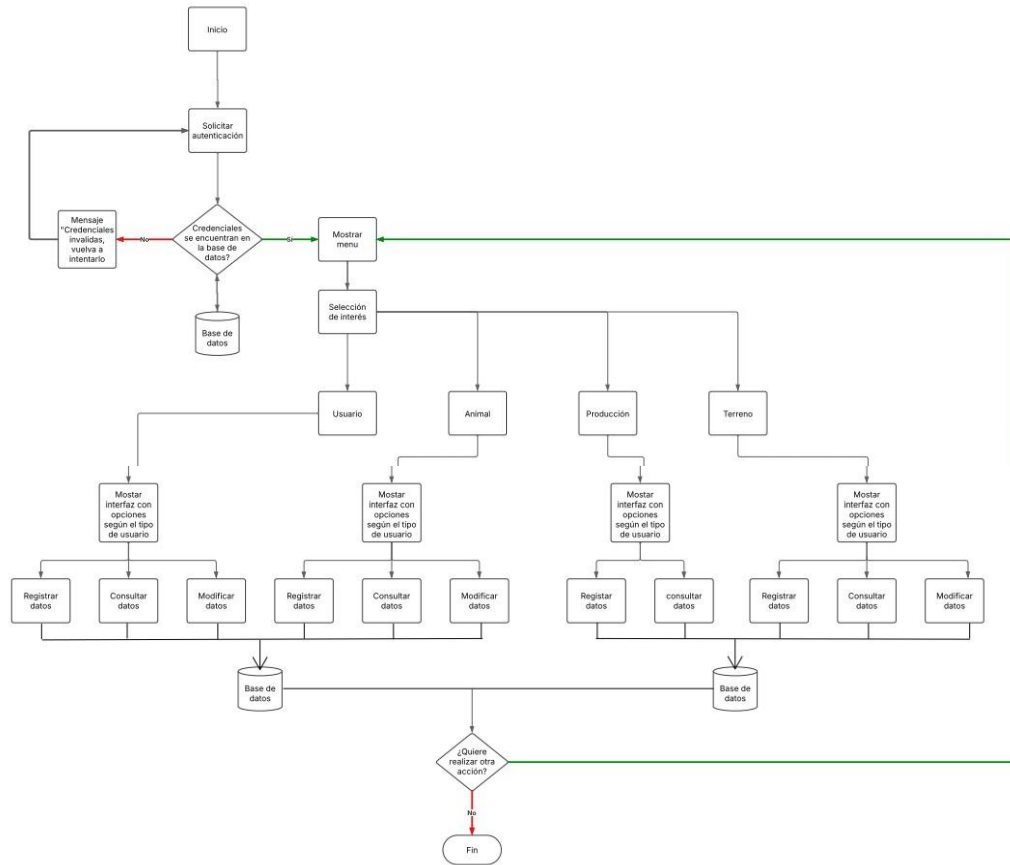 Inicio
Solicitar
autenticación
Mensaje
"Credenciales
invalidas,
vuelva a
intentarlo
No
Credenciales
se encuentran en
la base de
datos?
Si
Mostrar
menu
Base de
datos
Selección
de interés
Usuario
Animal
Producción
Terreno
Mostar
interfaz con
opciones
según el tipo
de usuario
Mostar
interfaz con
opciones
según el tipo
de usuario
Mostar
interfaz con
opciones
según el tipo
de usuario
Mostar
interfaz con
opciones
según el tipo
de usuario
Registrar
datos
Consultar
datos
Modificar
datos
Registrar
datos
Consultar
datos
Modificar
datos
Registar
datos
consultar
datos
Registrar
datos
Consultar
datos
Modificar
datos
Base de
datos
Base de
datos
¿Quiere
realizar otra
acción?
No
Fin